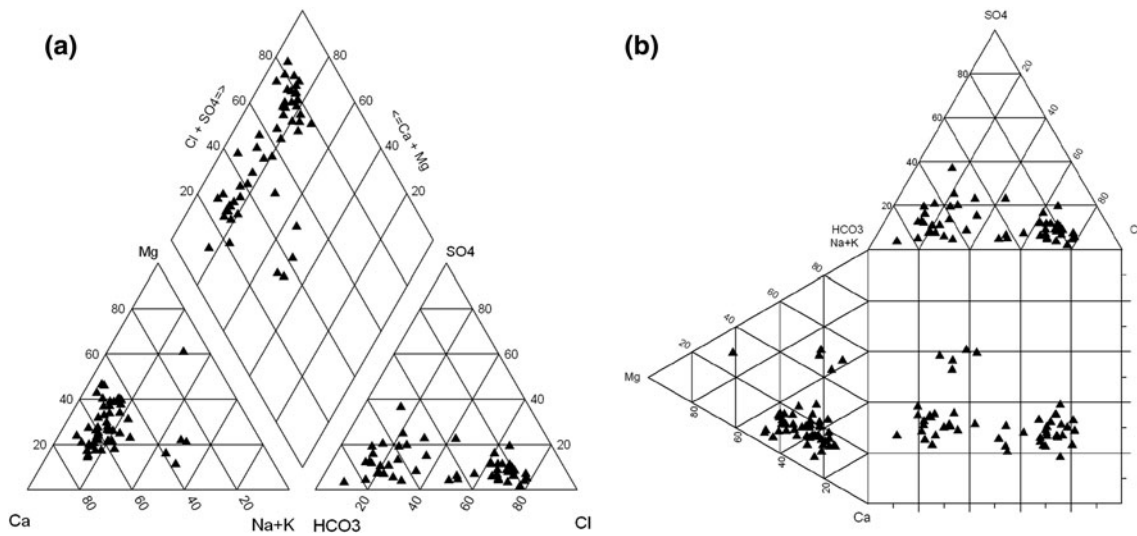 (a)
80 80
60 60
Cl + SO4=>
<=Ca + Mg
40 40
20 20
Mg SO4
80 80
60 60
40 40
20 20
80 60 40 20
20 40 60 80
Ca Na+K HCO3 Cl
(b)
SO4
80 20
60 40
40 60
20 80
HCO3
Na+K
80
60
40
20
Mg
80
60
40
20
Ca